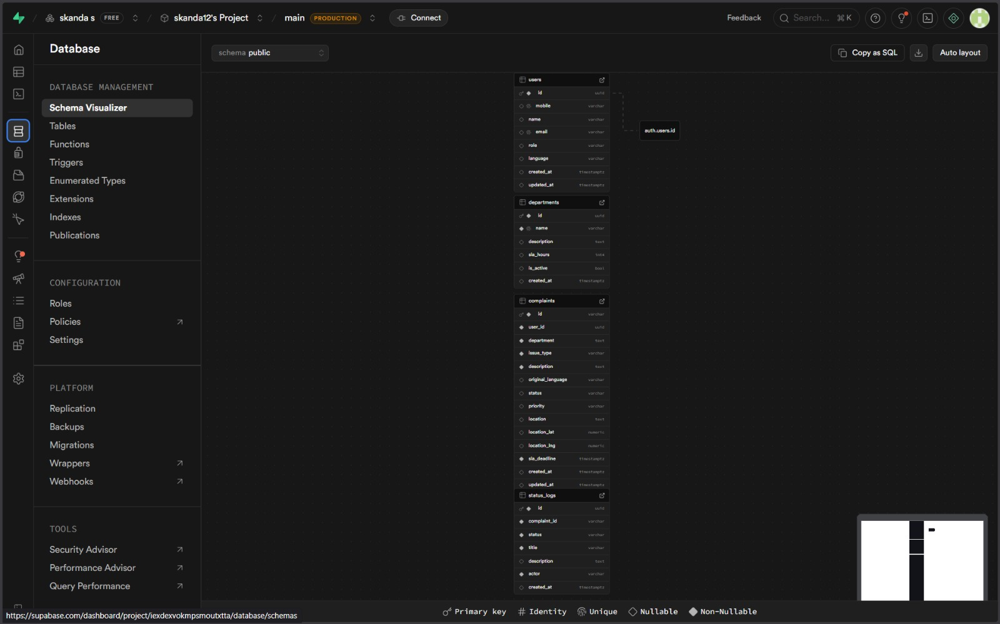 skanda s FREE / skanda12's Project / main PRODUCTION Connect Feedback Search... ⌘K
Database
schema public
Copy as SQL
Auto layout
DATABASE MANAGEMENT
Schema Visualizer
Tables
Functions
Triggers
Enumerated Types
Extensions
Indexes
Publications
CONFIGURATION
Roles
Policies
Settings
PLATFORM
Replication
Backups
Migrations
Wrappers
Webhooks
TOOLS
Security Advisor
Performance Advisor
Query Performance
users
id uuid
mobile varchar
name varchar
email varchar
role varchar
language varchar
created_at timestamptz
updated_at timestamptz
auth.users.id
departments
id uuid
name varchar
description text
sla_hours int4
is_active bool
created_at timestamptz
complaints
id varchar
user_id uuid
department text
issue_type varchar
description text
original_language varchar
status varchar
priority varchar
location text
location_lat numeric
location_lng numeric
sla_deadline timestamptz
created_at timestamptz
updated_at timestamptz
status_logs
id uuid
complaint_id varchar
status varchar
title varchar
description text
actor varchar
created_at timestamptz
Primary key # Identity Unique Nullable Non-Nullable
https://supabase.com/dashboard/project/iexdexvokmpsmoutxtta/database/schemas